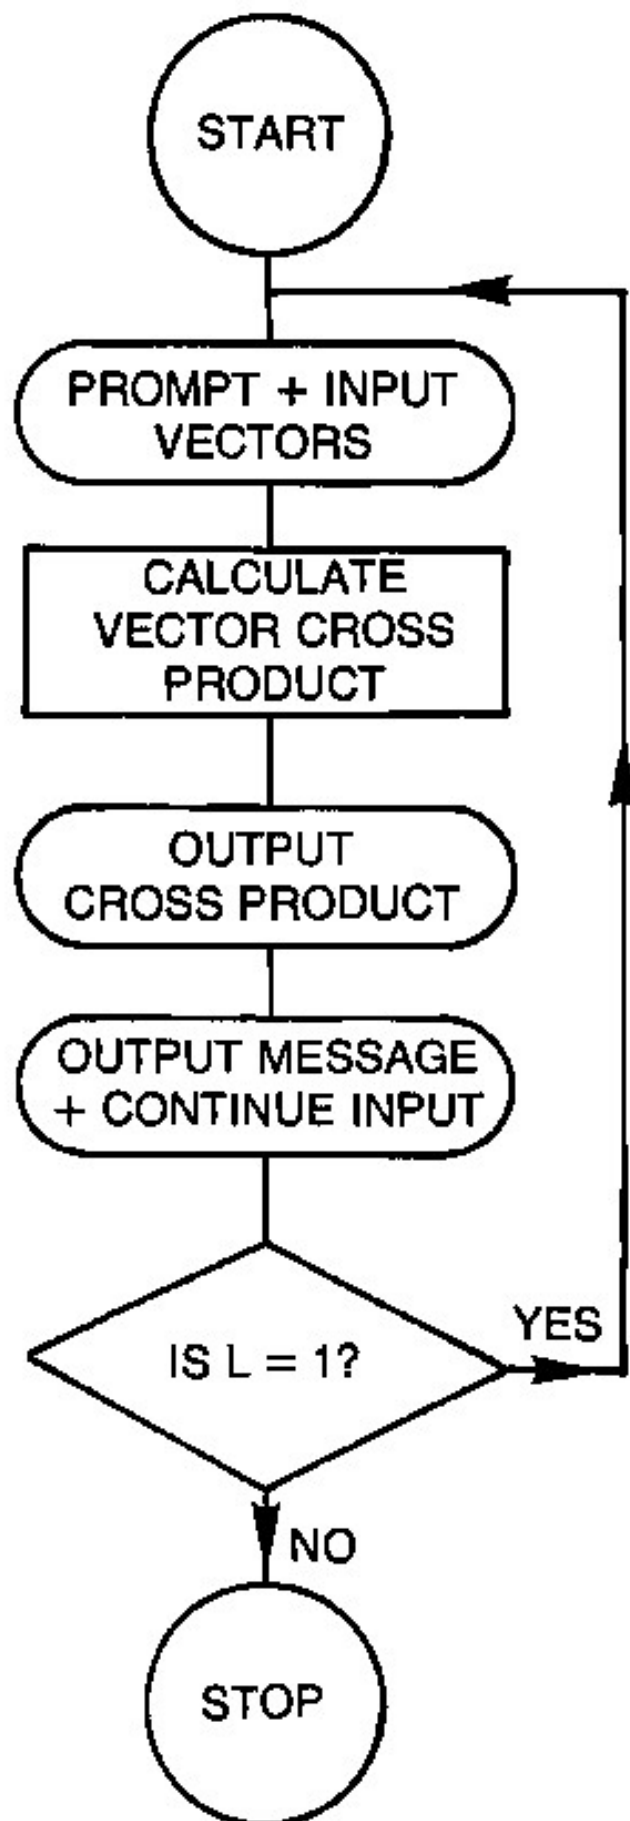 START
PROMPT + INPUT
VECTORS
CALCULATE
VECTOR CROSS
PRODUCT
OUTPUT
CROSS PRODUCT
OUTPUT MESSAGE
+ CONTINUE INPUT
IS L = 1?
YES
NO
STOP